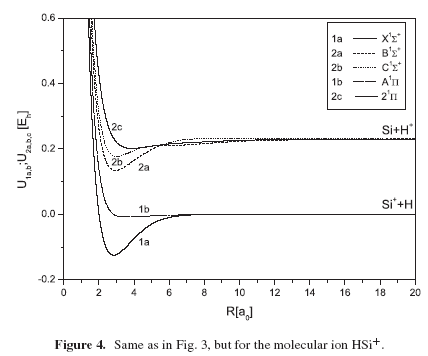 0.6
0.4
0.2
0.0
-0.2
U1a,b;U2a,b,c [Eh]
0 2 4 6 8 10 12 14 16 18 20
R[a0]
1a X¹Σ⁺
2a B¹Σ⁺
2b C¹Σ⁺
1b A¹Π
2c 2¹Π
2c
Si+H⁺
2b
2a
1b
Si⁺+H
1a
Figure 4. Same as in Fig. 3, but for the molecular ion HSi⁺.